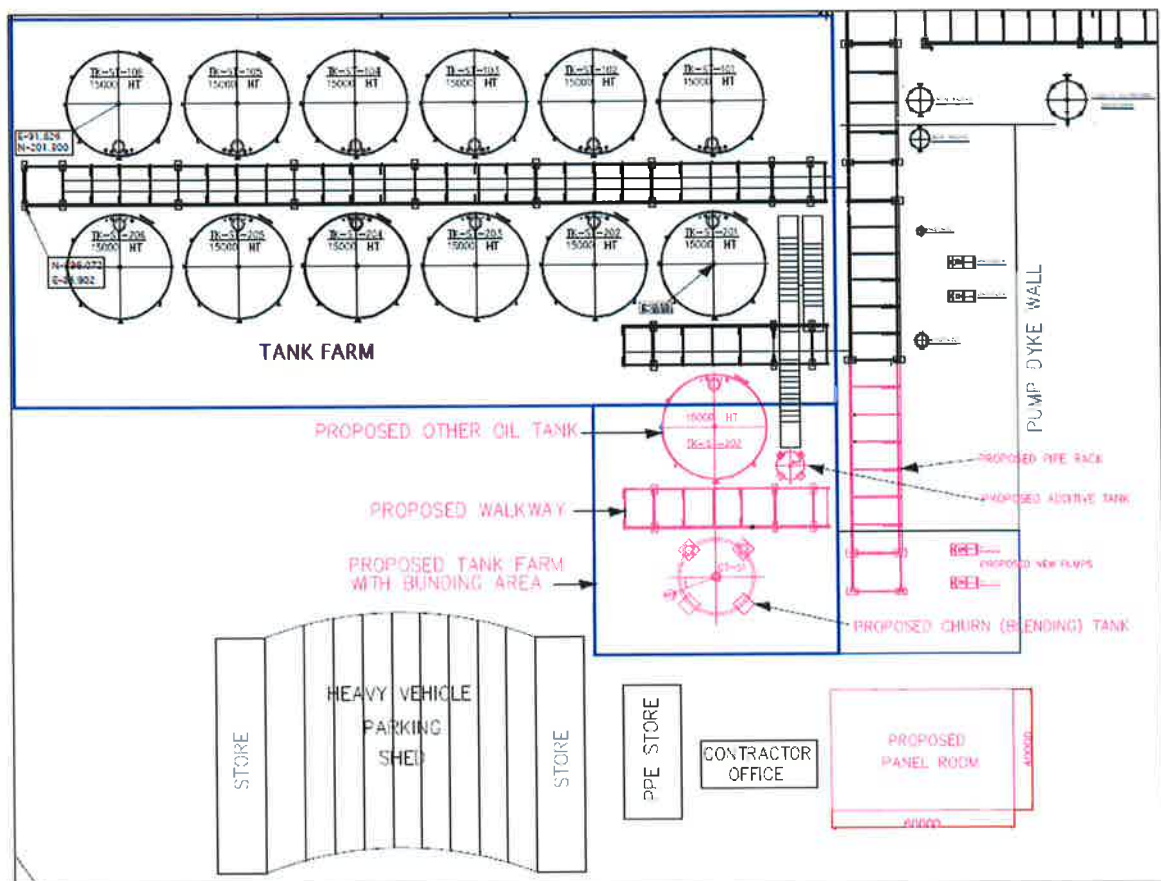 TK-ST-106
15000 HT
TK-ST-105
15000 HT
TK-ST-104
15000 HT
TK-ST-103
15000 HT
TK-ST-102
15000 HT
TK-ST-101
15000 HT
N-201.900
TK-ST-206
15000 HT
TK-ST-205
15000 HT
TK-ST-204
15000 HT
TK-ST-203
15000 HT
TK-ST-202
15000 HT
TK-ST-201
15000 HT
TANK FARM
PUMP DYKE WALL
15000 HT
TK-ST-202
PROPOSED OTHER OIL TANK
PROPOSED PIPE RACK
PROPOSED ADDITIVE TANK
PROPOSED WALKWAY
PROPOSED TANK FARM
WITH BUNDING AREA
PROPOSED NEW PUMPS
PROPOSED CHURN (BLENDING) TANK
STORE
HEAVY VEHICLE
PARKING
SHED
STORE
PPE STORE
CONTRACTOR
OFFICE
PROPOSED
PANEL ROOM
40000
60000